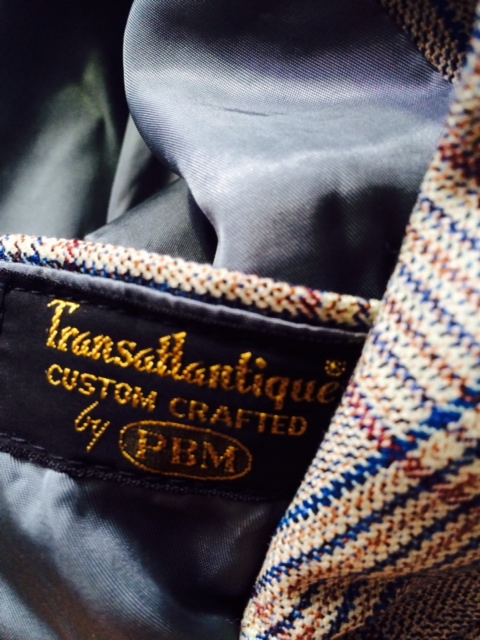 Transatlantique
CUSTOM CRAFTED
by PBM